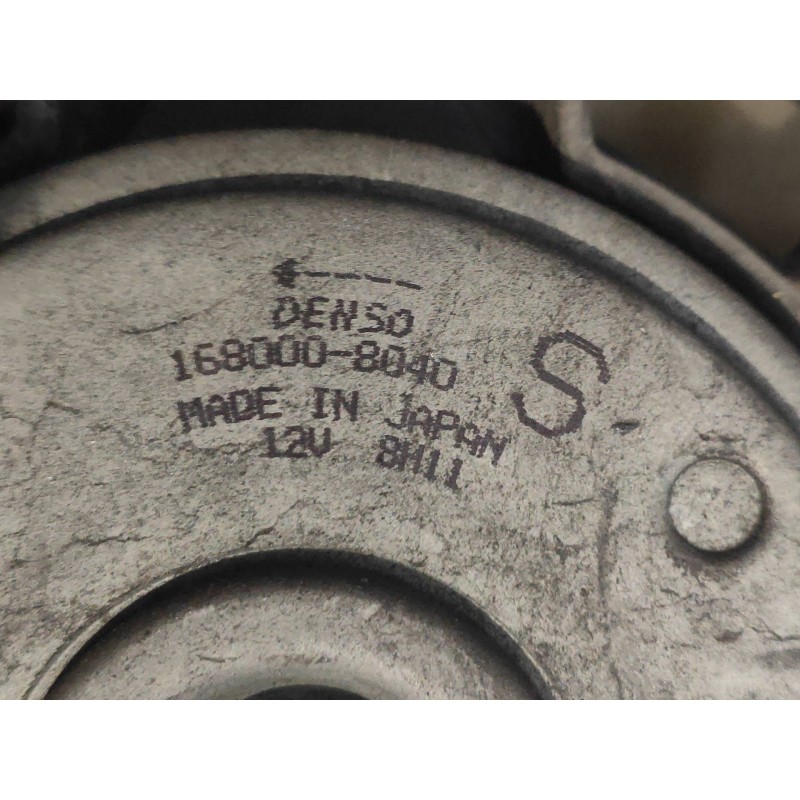 DENSO
168000-8040
MADE IN JAPAN
12V 8H11
S